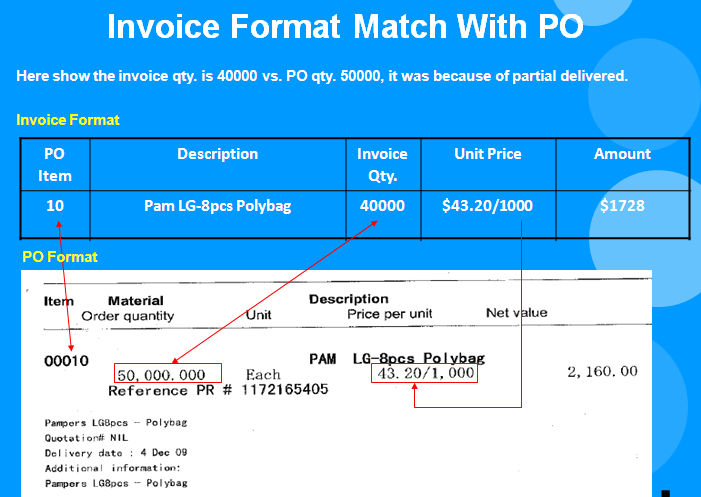 Invoice Format Match With PO
Here show the invoice qty. is 40000 vs. PO qty. 50000, it was because of partial delivered.
Invoice Format
PO Item Description Invoice Qty. Unit Price Amount
10 Pam LG-8pcs Polybag 40000 $43.20/1000 $1728
PO Format
Item Material Description
Order quantity Unit Price per unit Net value
00010 PAM LG-8pcs Polybag
50,000.000 Each 43.20/1,000 2,160.00
Reference PR # 1172165405
Pampers LG8pcs - Polybag
Quotation# NIL
Delivery date : 4 Dec 09
Additional information:
Pampers LG8pcs - Polybag